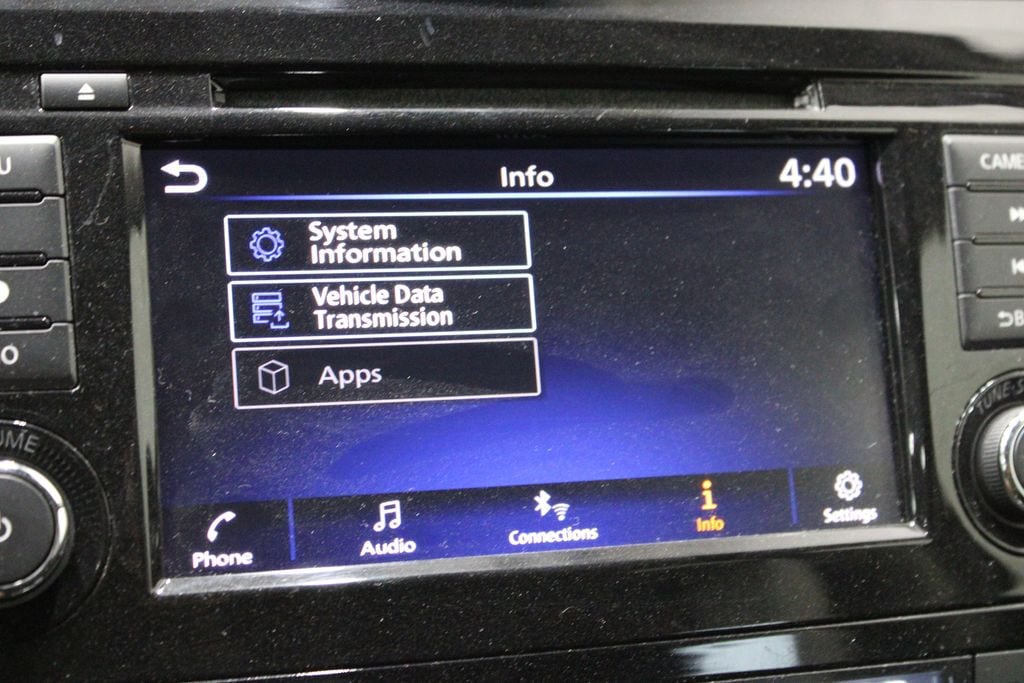 Info
4:40
System
Information
Vehicle Data
Transmission
Apps
Phone
Audio
Connections
Info
Settings